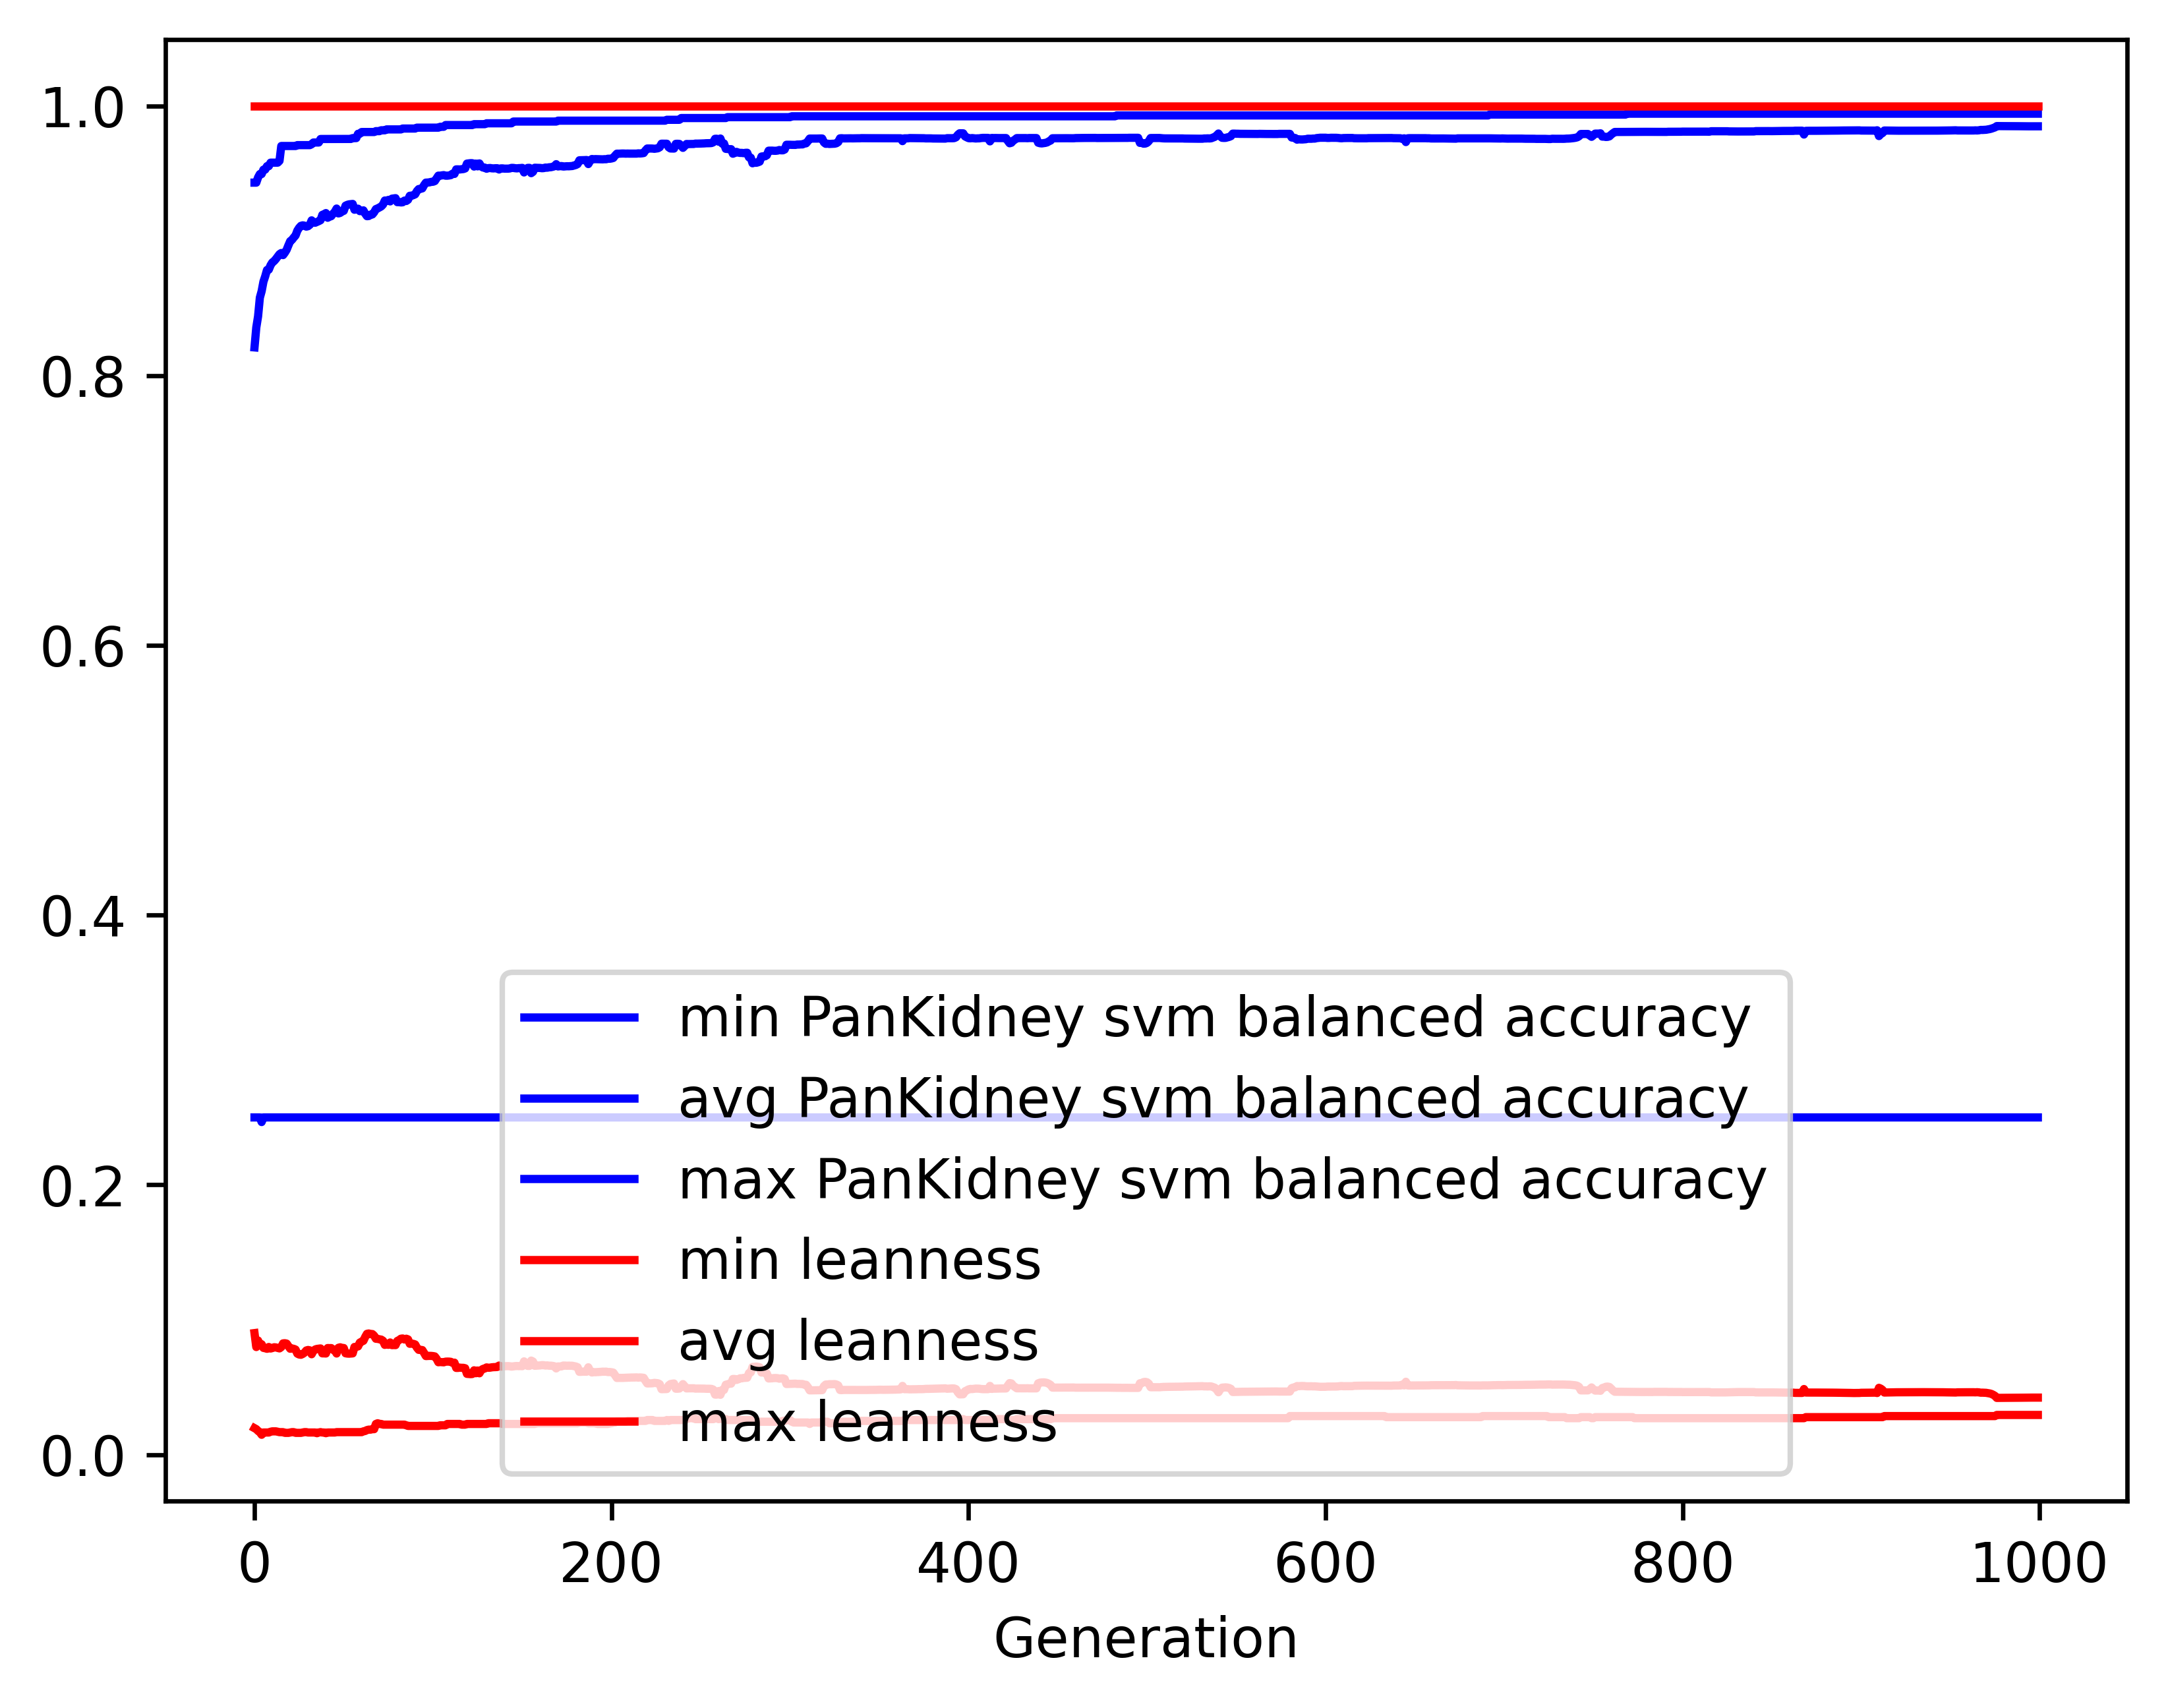 1.0
0.8
0.6
0.4
0.2
0.0
min PanKidney svm balanced accuracy
avg PanKidney svm balanced accuracy
max PanKidney svm balanced accuracy
min leanness
avg leanness
max leanness
0 200 400 600 800 1000
Generation